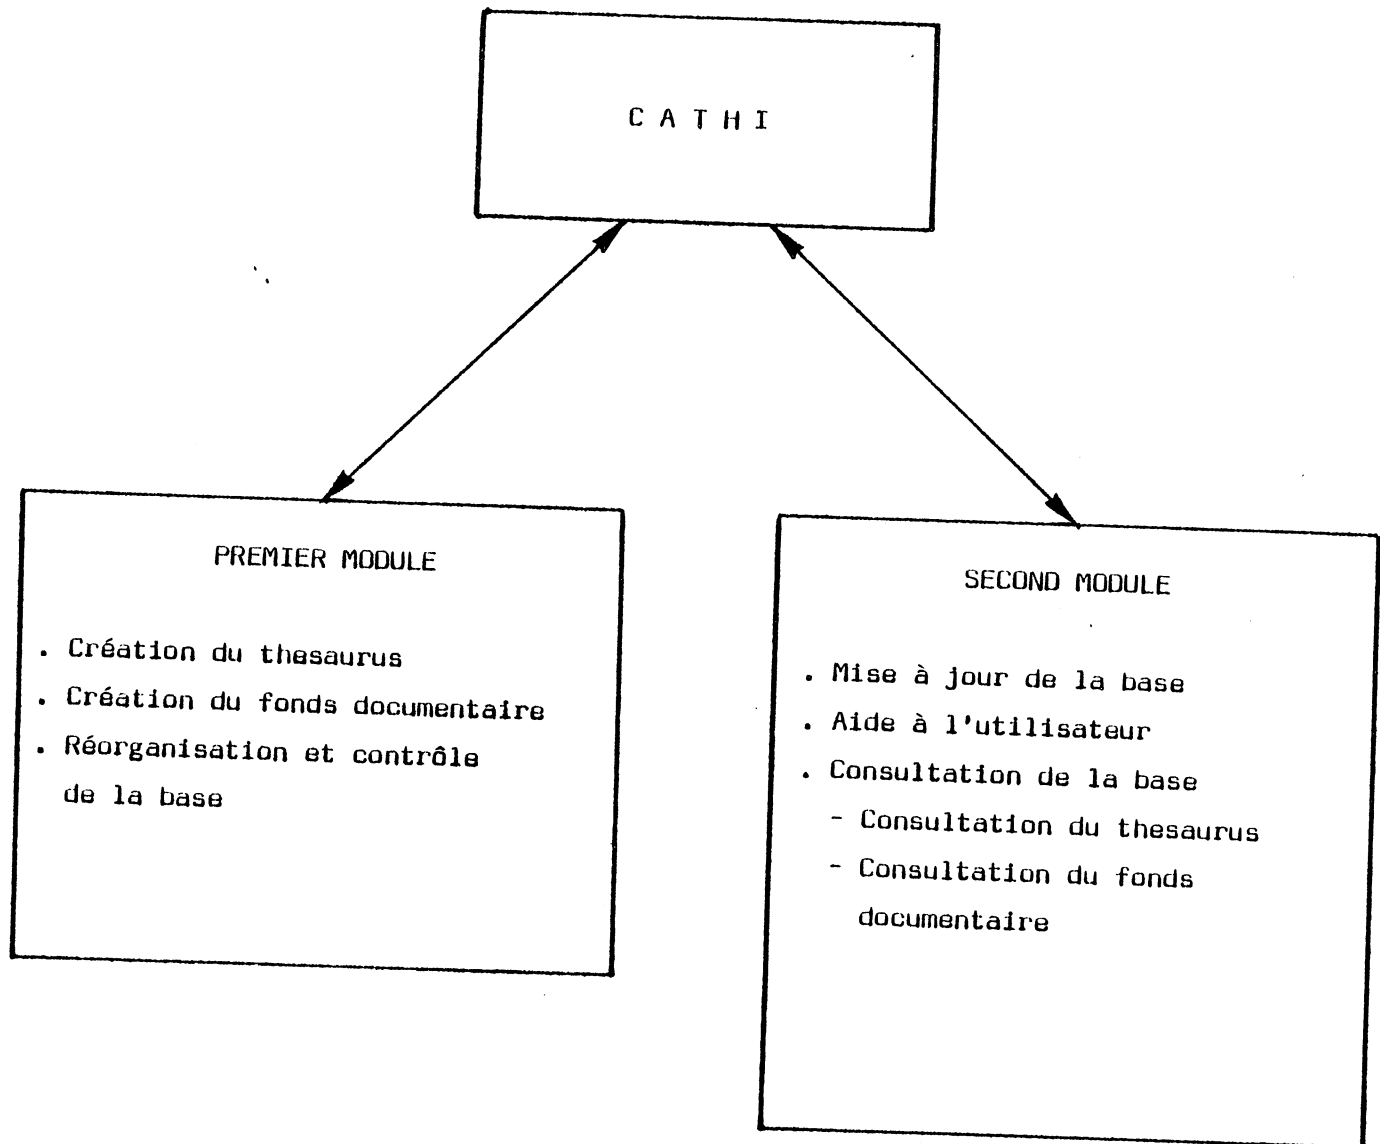 C A T H I
PREMIER MODULE
. Création du thesaurus
. Création du fonds documentaire
. Réorganisation et contrôle
de la base
SECOND MODULE
. Mise à jour de la base
. Aide à l'utilisateur
. Consultation de la base
- Consultation du thesaurus
- Consultation du fonds
documentaire